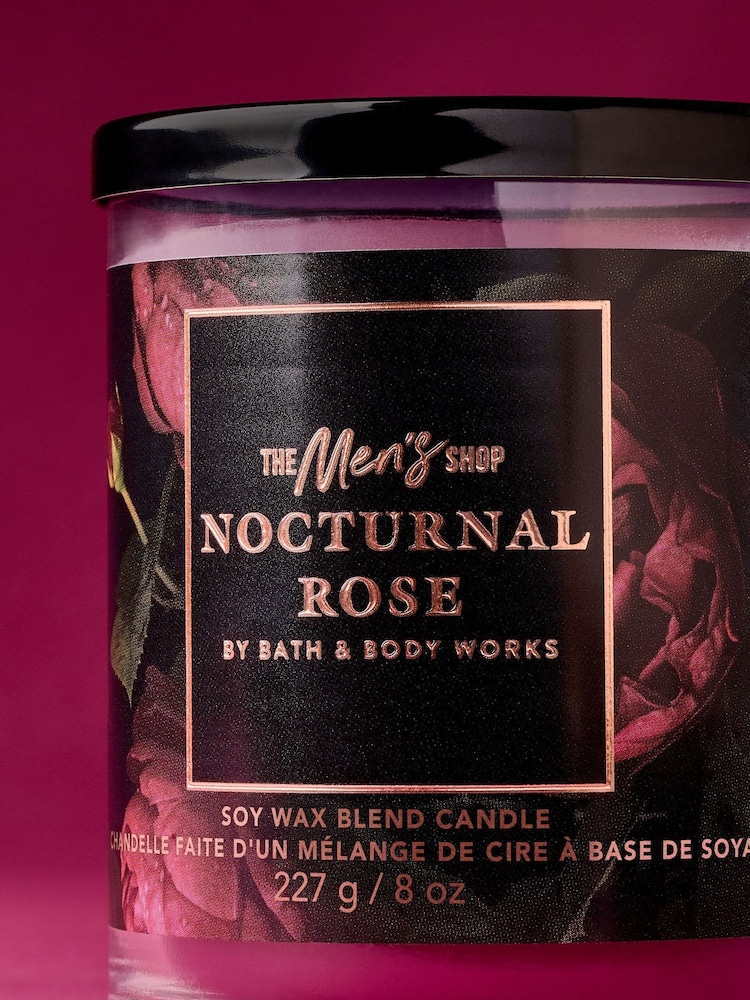 THE Men's SHOP
NOCTURNAL
ROSE
BY BATH & BODY WORKS
SOY WAX BLEND CANDLE
CHANDELLE FAITE D'UN MÉLANGE DE CIRE À BASE DE SOYA
227 g / 8 oz